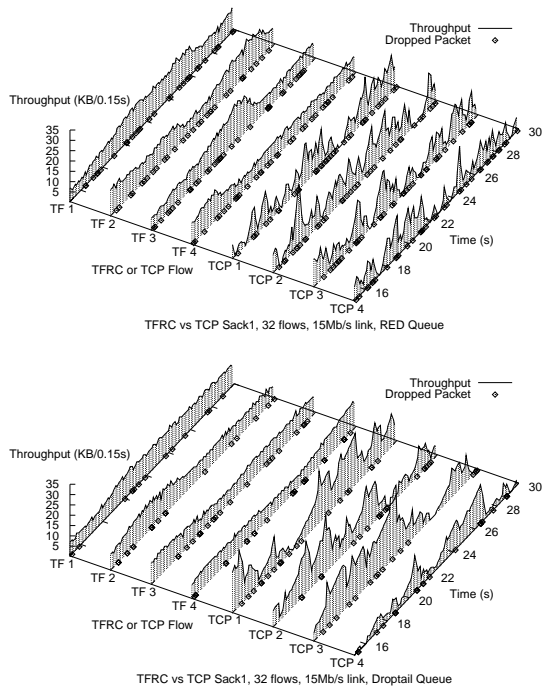 Throughput
Dropped Packet
Throughput (KB/0.15s)
35
30
25
20
15
10
5
TF 1
TF 2
TF 3
TF 4
TCP 1
TCP 2
TCP 3
TCP 4
16
18
20
22
24
26
28
30
Time (s)
TFRC or TCP Flow
TFRC vs TCP Sack1, 32 flows, 15Mb/s link, RED Queue
Throughput
Dropped Packet
Throughput (KB/0.15s)
35
30
25
20
15
10
5
TF 1
TF 2
TF 3
TF 4
TCP 1
TCP 2
TCP 3
TCP 4
16
18
20
22
24
26
28
30
Time (s)
TFRC or TCP Flow
TFRC vs TCP Sack1, 32 flows, 15Mb/s link, Droptail Queue